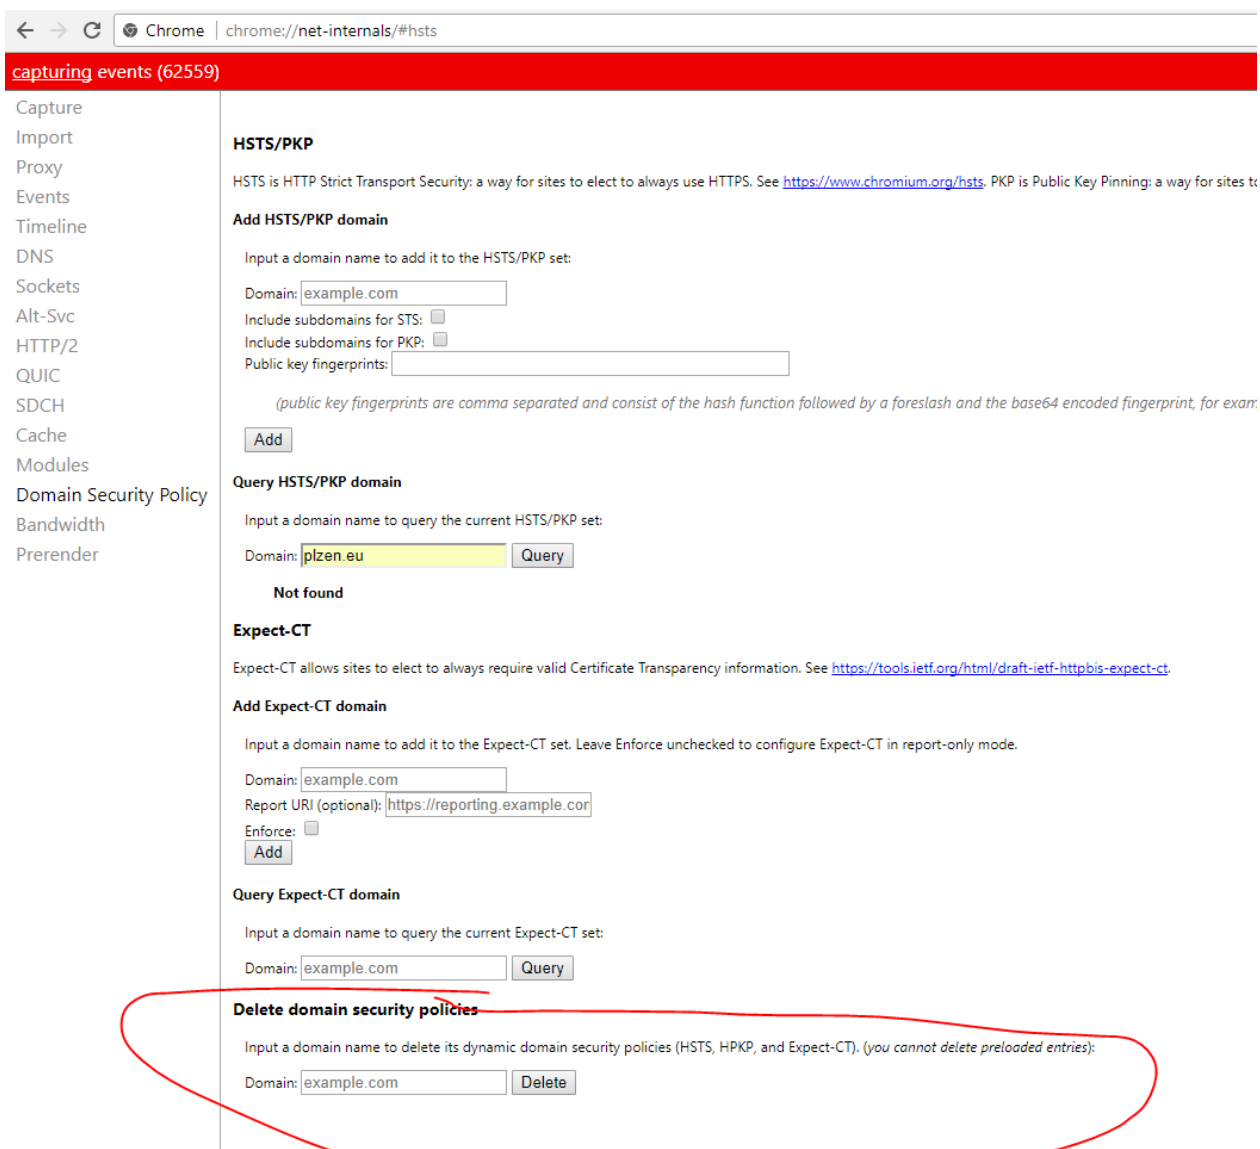 Chrome chrome://net-internals/#hsts
capturing events (62559)
Capture
Import
Proxy
Events
Timeline
DNS
Sockets
Alt-Svc
HTTP/2
QUIC
SDCH
Cache
Modules
Domain Security Policy
Bandwidth
Prerender
HSTS/PKP
HSTS is HTTP Strict Transport Security: a way for sites to elect to always use HTTPS. See https://www.chromium.org/hsts. PKP is Public Key Pinning: a way for sites to
Add HSTS/PKP domain
Input a domain name to add it to the HSTS/PKP set:
Domain: example.com
Include subdomains for STS:
Include subdomains for PKP:
Public key fingerprints:
(public key fingerprints are comma separated and consist of the hash function followed by a foreslash and the base64 encoded fingerprint, for exam
Add
Query HSTS/PKP domain
Input a domain name to query the current HSTS/PKP set:
Domain: plzen.eu Query
Not found
Expect-CT
Expect-CT allows sites to elect to always require valid Certificate Transparency information. See https://tools.ietf.org/html/draft-ietf-httpbis-expect-ct.
Add Expect-CT domain
Input a domain name to add it to the Expect-CT set. Leave Enforce unchecked to configure Expect-CT in report-only mode.
Domain: example.com
Report URI (optional): https://reporting.example.cor
Enforce:
Add
Query Expect-CT domain
Input a domain name to query the current Expect-CT set:
Domain: example.com Query
Delete domain security policies
Input a domain name to delete its dynamic domain security policies (HSTS, HPKP, and Expect-CT). (you cannot delete preloaded entries):
Domain: example.com Delete